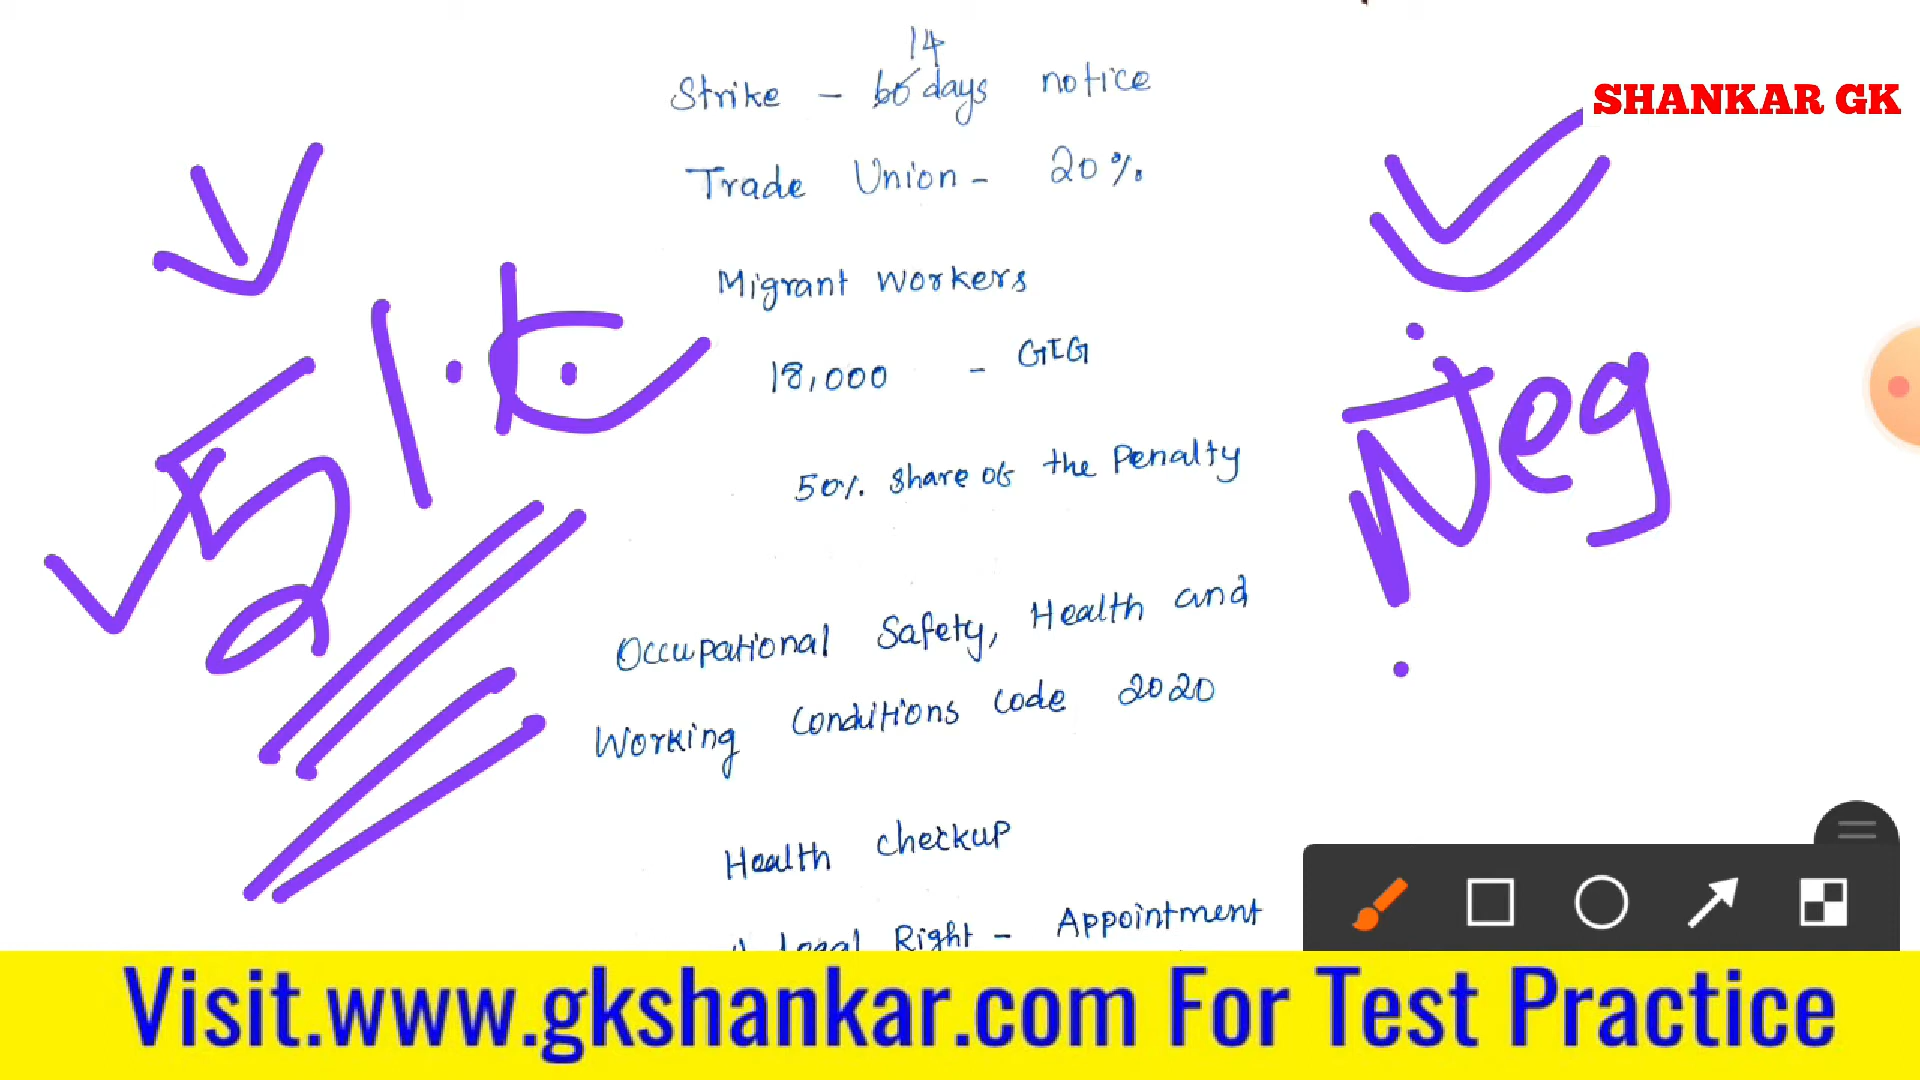 14
Strike - 60 days notice
SHANKAR GK
Trade Union - 20%.
Migrant workers
18,000 - GIG
51%
Neg
50%. share of the Penalty
Occupational Safety, Health and
Working Conditions Code 2020
Health checkup
Legal Right - Appointment
Visit.www.gkshankar.com For Test Practice